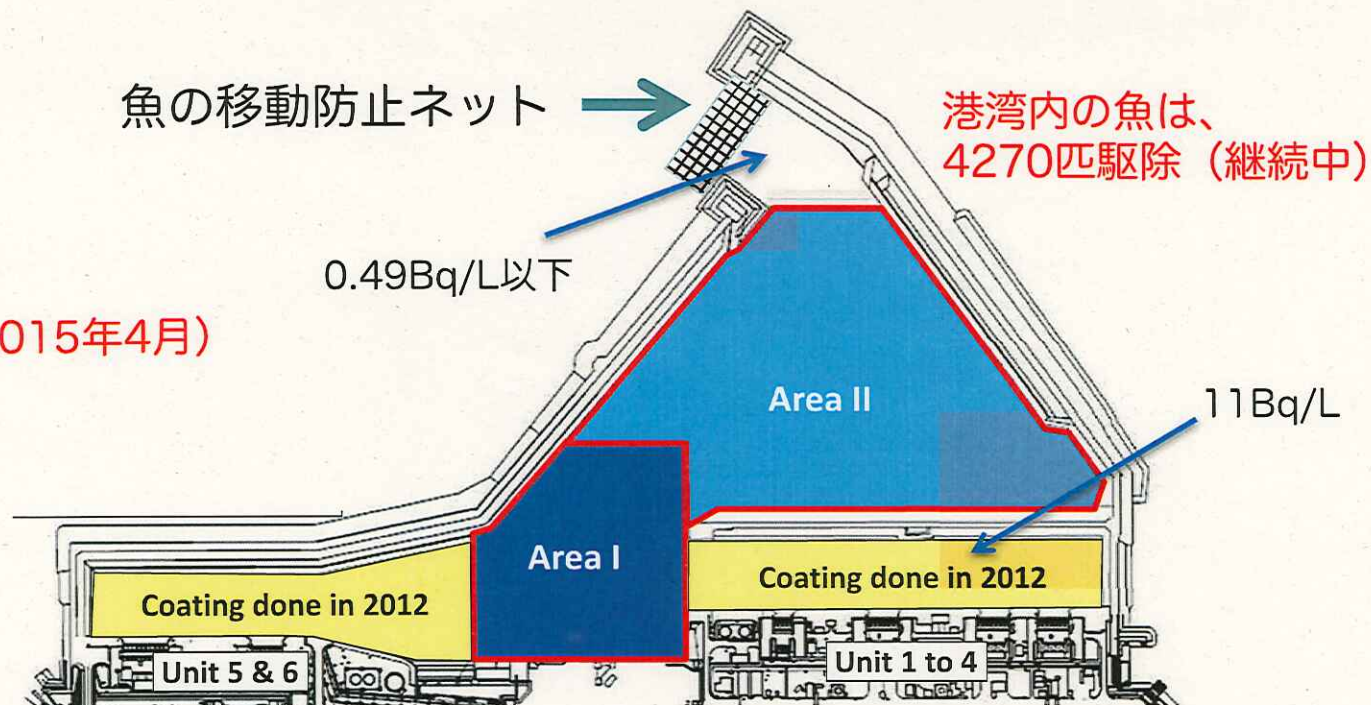 魚の移動防止ネット
港湾内の魚は、
4270匹駆除（継続中）
0.49Bq/L以下
015年4月）
Area II
11Bq/L
Area I
Coating done in 2012
Coating done in 2012
Unit 5 & 6
Unit 1 to 4